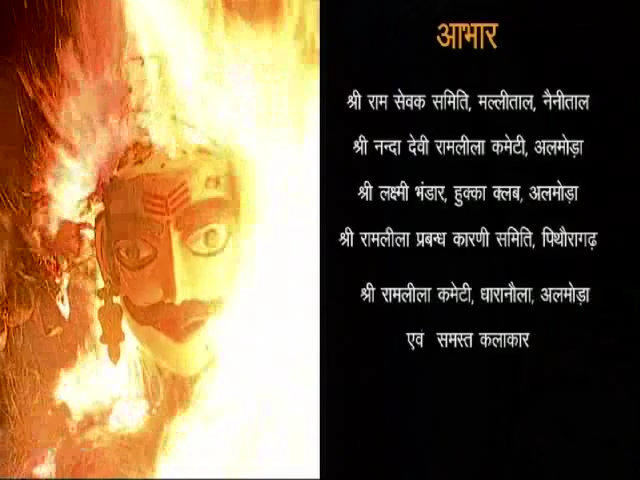 आभार
श्री राम सेवक समिति, मल्लीताल, नैनीताल
श्री नन्दा देवी रामलीला कमेटी, अलमोड़ा
श्री लक्ष्मी भंडार, हुक्का क्लब, अलमोड़ा
श्री रामलीला प्रबन्ध कारणी समिति, पिथौरागढ़
श्री रामलीला कमेटी, धारानौला, अलमोड़ा
एवं समस्त कलाकार